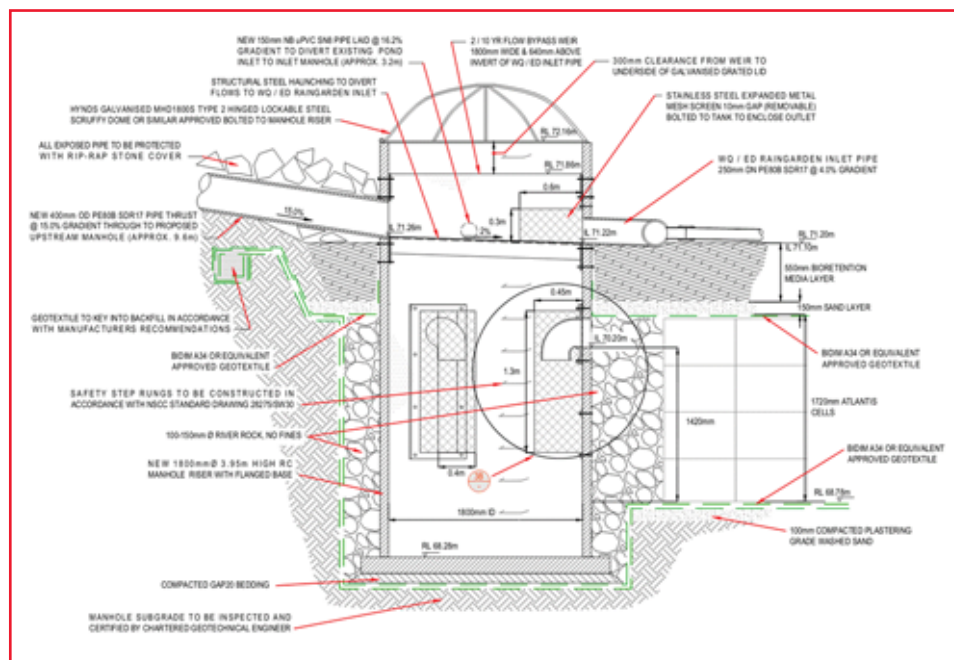 NEW 150mm NB uPVC SN8 PIPE LAID @ 16.2%
GRADIENT TO DIVERT EXISTING POND
INLET TO INLET MANHOLE (APPROX. 3.2m)
2 / 10 YR FLOW BYPASS WEIR
1800mm WIDE & 640mm ABOVE
INVERT OF WQ / ED INLET PIPE
300mm CLEARANCE FROM WEIR TO
UNDERSIDE OF GALVANISED GRATED LID
STRUCTURAL STEEL HAUNCHING TO DIVERT
FLOWS TO WQ / ED RAINGARDEN INLET
STAINLESS STEEL EXPANDED METAL
MESH SCREEN 10mm GAP (REMOVABLE)
BOLTED TO TANK TO ENCLOSE OUTLET
HYNDS GALVANISED MHD1800S TYPE 2 HINGED LOCKABLE STEEL
SCRUFFY DOME OR SIMILAR APPROVED BOLTED TO MANHOLE RISER
RL 72.16m
ALL EXPOSED PIPE TO BE PROTECTED
WITH RIP-RAP STONE COVER
RL 71.86m
WQ / ED RAINGARDEN INLET PIPE
250mm DN PE80B SDR17 @ 4.0% GRADIENT
0.6m
15.0%
0.3m
NEW 400mm OD PE80B SDR17 PIPE THRUST
@ 15.0% GRADIENT THROUGH TO PROPOSED
UPSTREAM MANHOLE (APPROX. 9.6m)
IL 71.26m
2%
IL 71.22m
RL 71.20m
IL 71.10m
550mm BIORETENTION
MEDIA LAYER
0.45m
150mm SAND LAYER
GEOTEXTILE TO KEY INTO BACKFILL IN ACCORDANCE
WITH MANUFACTURERS RECOMMENDATIONS
IL 70.20m
BIDIM A34 OR EQUIVALENT
APPROVED GEOTEXTILE
BIDIM A34 OR EQUIVALENT
APPROVED GEOTEXTILE
1.3m
SAFETY STEP RUNGS TO BE CONSTRUCTED IN
ACCORDANCE WITH NSCC STANDARD DRAWING 28275/SW30
1720mm ATLANTIS
CELLS
1420mm
100-150mm Ø RIVER ROCK, NO FINES
BIDIM A34 OR EQUIVALENT
APPROVED GEOTEXTILE
NEW 1800mmØ 3.95m HIGH RC
MANHOLE RISER WITH FLANGED BASE
0.4m
RL 68.78m
1800mm ID
100mm COMPACTED PLASTERING
GRADE WASHED SAND
RL 68.28m
COMPACTED GAP20 BEDDING
MANHOLE SUBGRADE TO BE INSPECTED AND
CERTIFIED BY CHARTERED GEOTECHNICAL ENGINEER